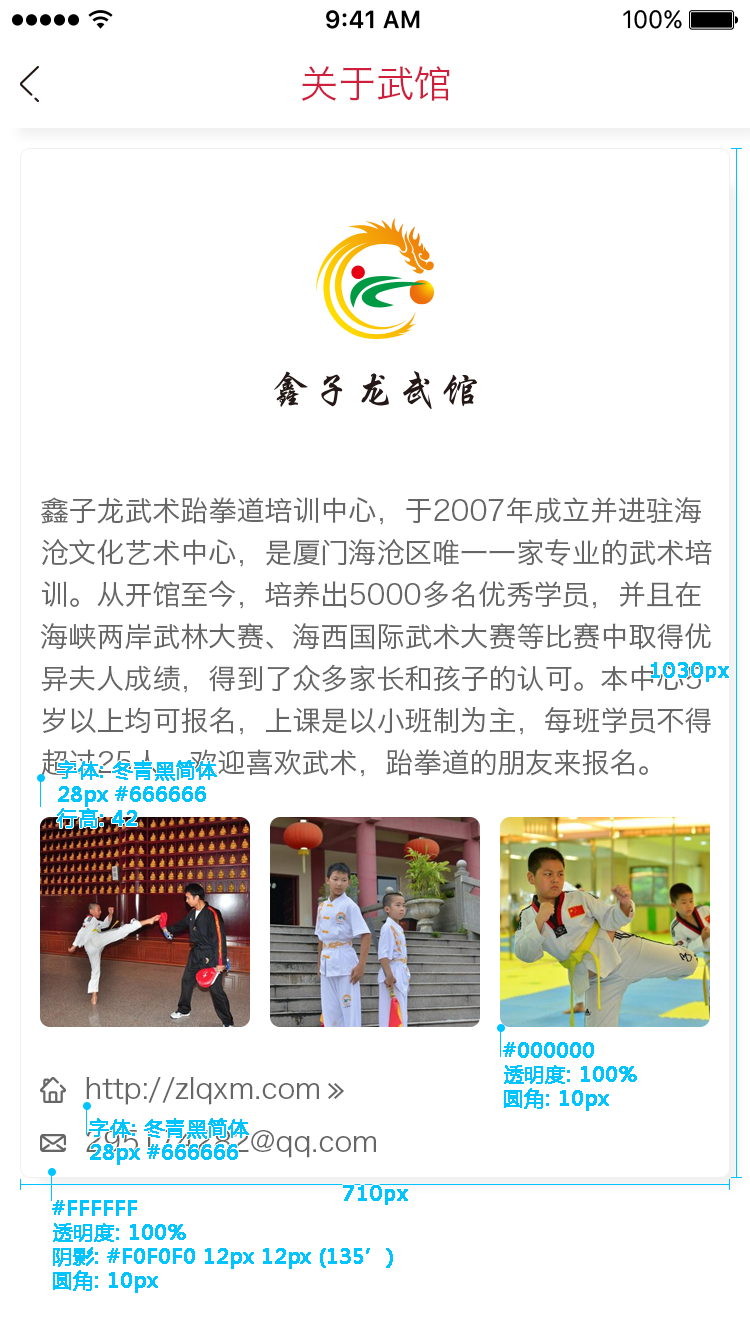 9:41 AM 100%
关于武馆
鑫子龙武馆
鑫子龙武术跆拳道培训中心，于2007年成立并进驻海
沧文化艺术中心，是厦门海沧区唯一一家专业的武术培
训。从开馆至今，培养出5000多名优秀学员，并且在
海峡两岸武林大赛、海西国际武术大赛等比赛中取得优
异夫人成绩，得到了众多家长和孩子的认可。本中心5
1030px
岁以上均可报名，上课是以小班制为主，每班学员不得
超过25人，欢迎喜欢武术，跆拳道的朋友来报名。
字体: 冬青黑简体
28px #666666
行高: 42
#000000
透明度: 100%
圆角: 10px
http://zlqxm.com
字体: 冬青黑简体
28px #666666
@qq.com
710px
#FFFFFF
透明度: 100%
阴影: #F0F0F0 12px 12px (135′)
圆角: 10px